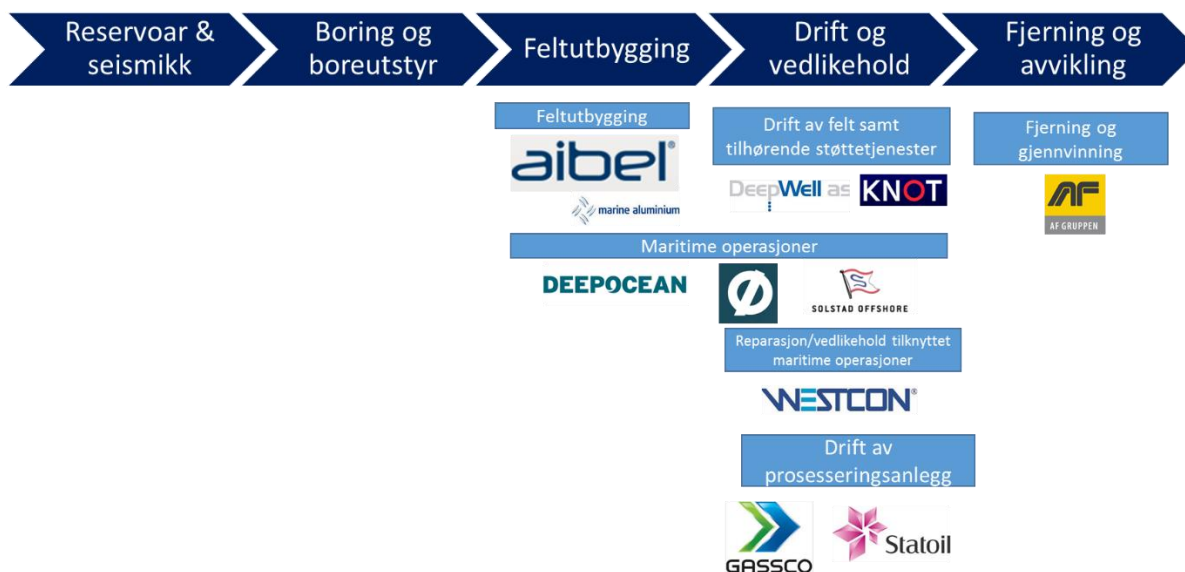 Reservoar &
seismikk
Boring og
boreutstyr
Feltutbygging
Drift og
vedlikehold
Fjerning og
avvikling
Feltutbygging
aibel®
marine aluminium
Drift av felt samt
tilhørende støttetjenester
DeepWell as
KNOT
Fjerning og
gjennvinning
AF
AF GRUPPEN
Maritime operasjoner
DEEPOCEAN
SOLSTAD OFFSHORE
Reparasjon/vedlikehold tilknyttet
maritime operasjoner
WESTCON®
Drift av
prosesseringsanlegg
GASSCO
Statoil